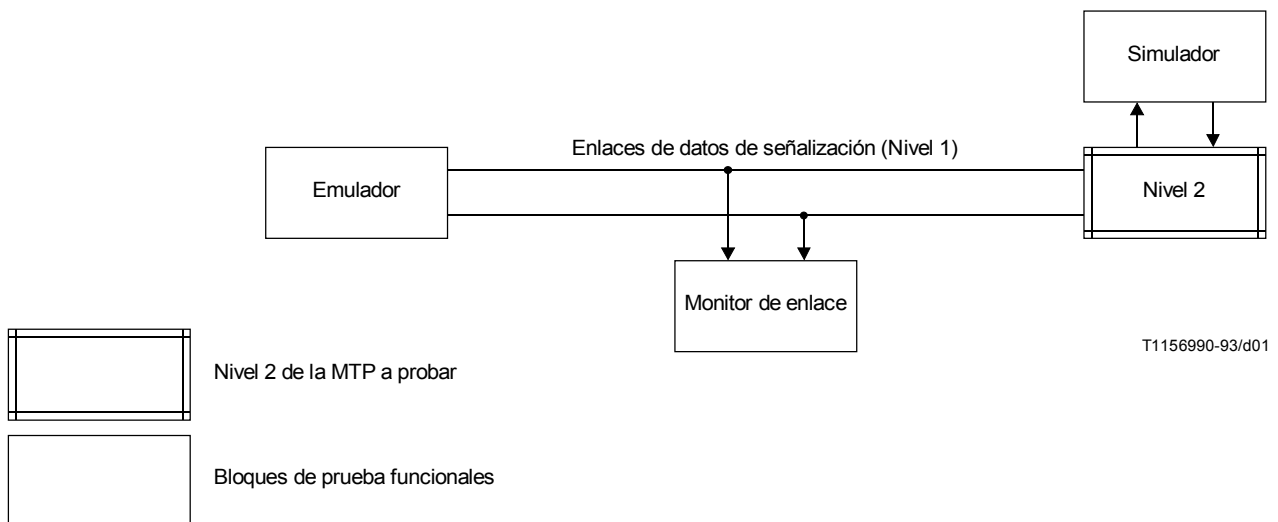 Simulador
Enlaces de datos de señalización (Nivel 1)
Emulador
Nivel 2
Monitor de enlace
T1156990-93/d01
Nivel 2 de la MTP a probar
Bloques de prueba funcionales